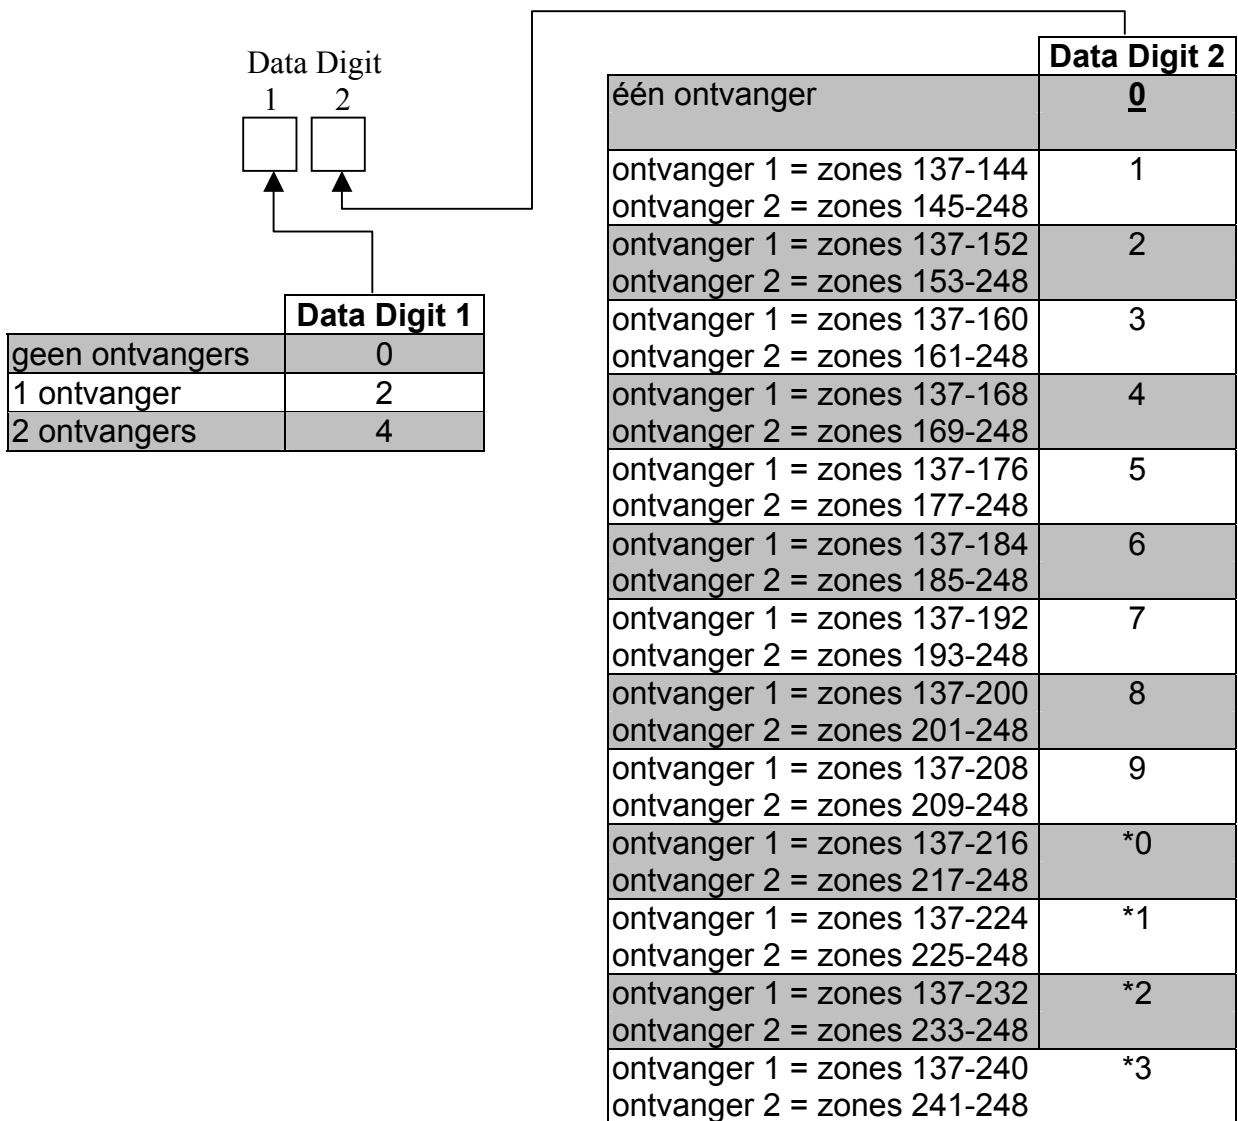 Data Digit
1 2
Data Digit 1
geen ontvangers 0
1 ontvanger 2
2 ontvangers 4
Data Digit 2
één ontvanger 0
ontvanger 1 = zones 137-144 1
ontvanger 2 = zones 145-248
ontvanger 1 = zones 137-152 2
ontvanger 2 = zones 153-248
ontvanger 1 = zones 137-160 3
ontvanger 2 = zones 161-248
ontvanger 1 = zones 137-168 4
ontvanger 2 = zones 169-248
ontvanger 1 = zones 137-176 5
ontvanger 2 = zones 177-248
ontvanger 1 = zones 137-184 6
ontvanger 2 = zones 185-248
ontvanger 1 = zones 137-192 7
ontvanger 2 = zones 193-248
ontvanger 1 = zones 137-200 8
ontvanger 2 = zones 201-248
ontvanger 1 = zones 137-208 9
ontvanger 2 = zones 209-248
ontvanger 1 = zones 137-216 *0
ontvanger 2 = zones 217-248
ontvanger 1 = zones 137-224 *1
ontvanger 2 = zones 225-248
ontvanger 1 = zones 137-232 *2
ontvanger 2 = zones 233-248
ontvanger 1 = zones 137-240 *3
ontvanger 2 = zones 241-248